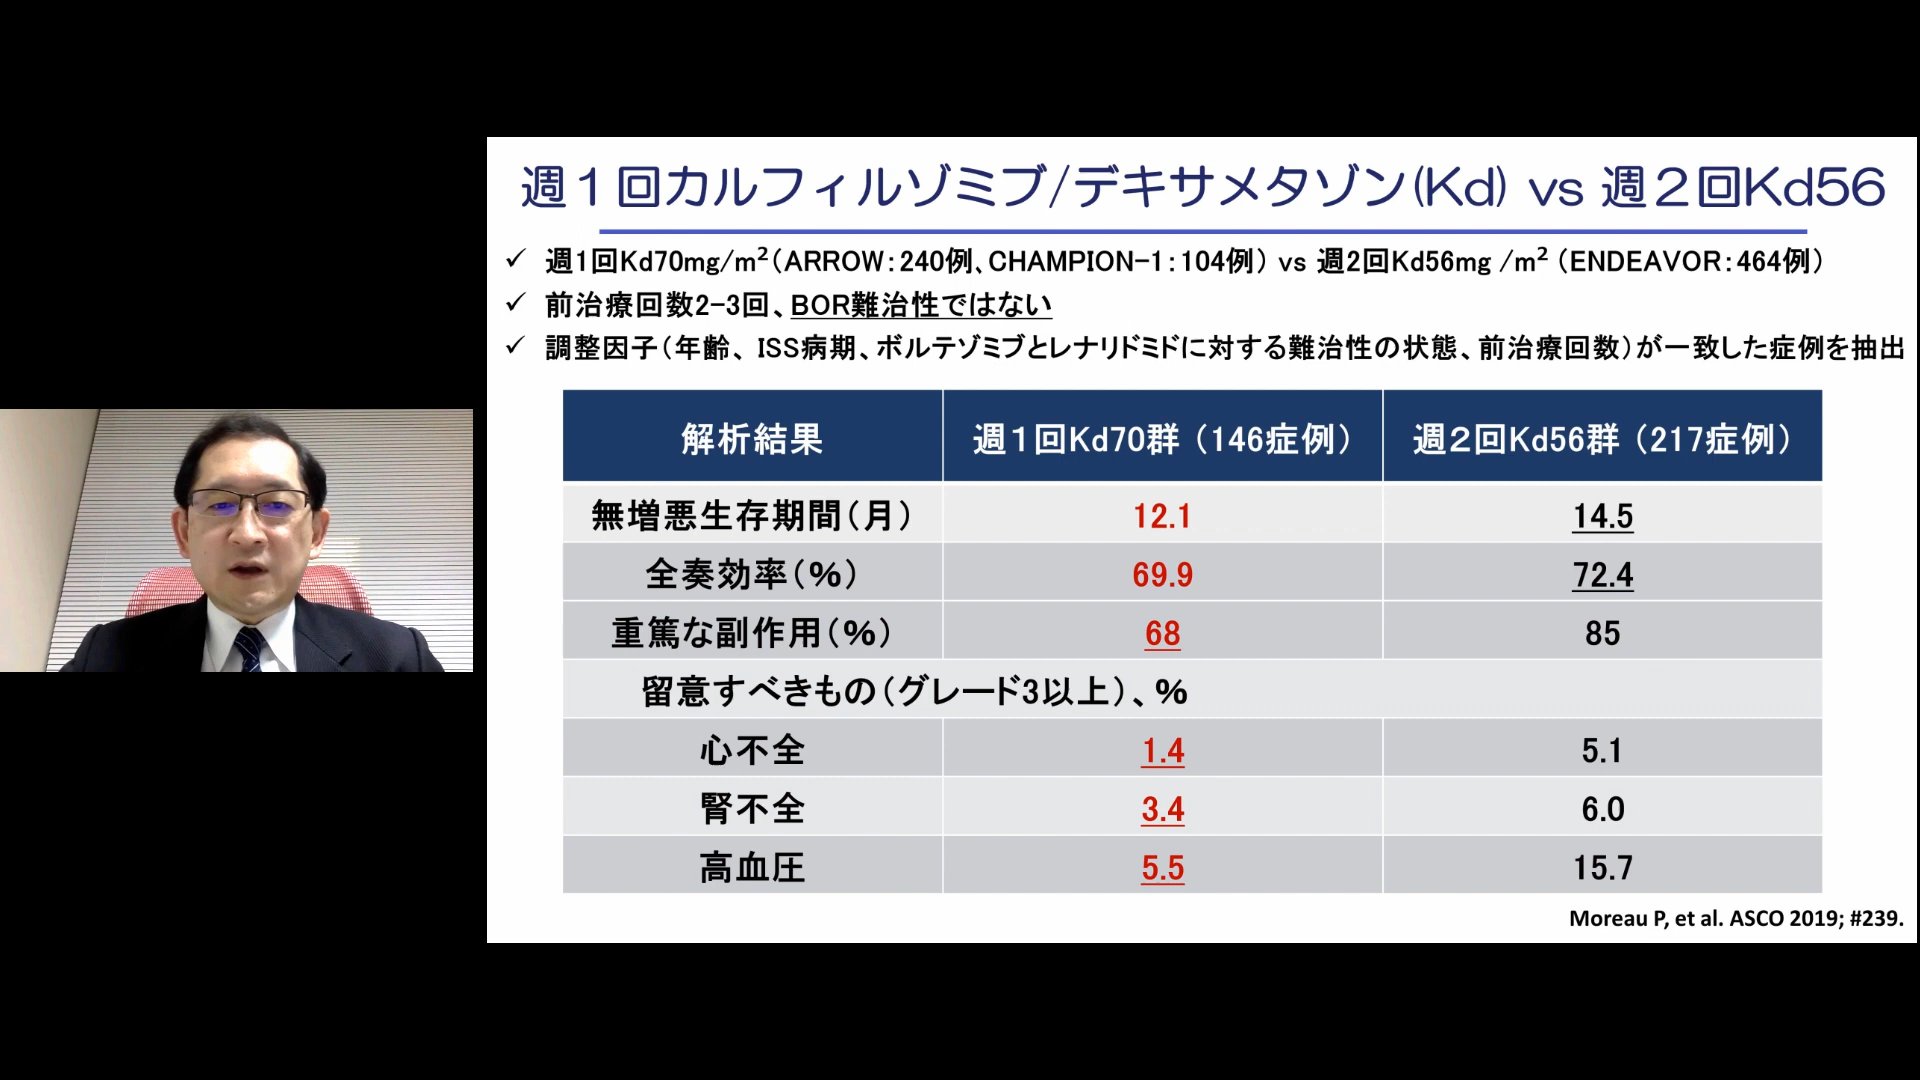 週１回カルフィルゾミブ/デキサメタゾン(Kd) vs 週２回Kd56
✓ 週1回Kd70mg/m²（ARROW：240例、CHAMPION-1：104例） vs 週2回Kd56mg /m² （ENDEAVOR：464例）
✓ 前治療回数2-3回、BOR難治性ではない
✓ 調整因子（年齢、 ISS病期、ボルテゾミブとレナリドミドに対する難治性の状態、前治療回数）が一致した症例を抽出
解析結果 週１回Kd70群（146症例） 週２回Kd56群（217症例）
無増悪生存期間（月） 12.1 14.5
全奏効率（%） 69.9 72.4
重篤な副作用（%） 68 85
留意すべきもの（グレード3以上）、%
心不全 1.4 5.1
腎不全 3.4 6.0
高血圧 5.5 15.7
Moreau P, et al. ASCO 2019; #239.